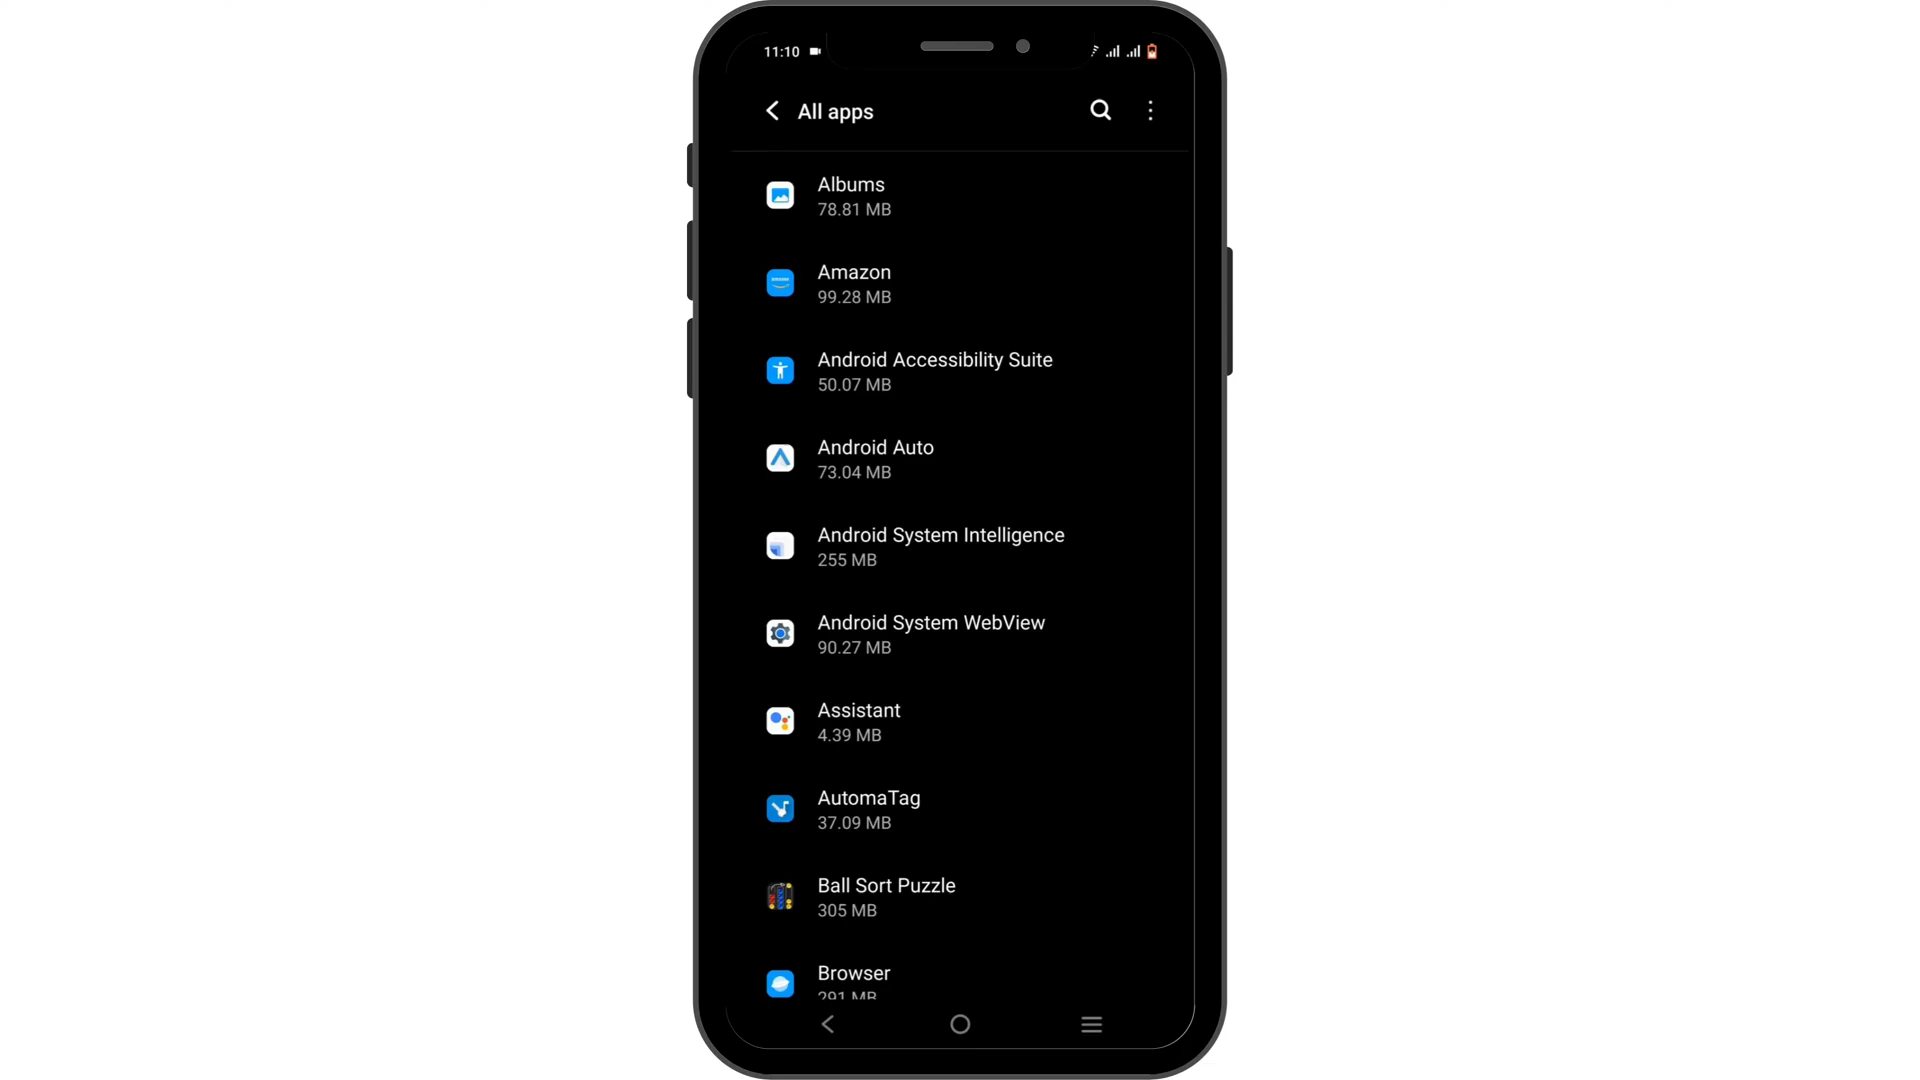 11:10
All apps
Albums
78.81 MB
Amazon
99.28 MB
Android Accessibility Suite
50.07 MB
Android Auto
73.04 MB
Android System Intelligence
255 MB
Android System WebView
90.27 MB
Assistant
4.39 MB
AutomaTag
37.09 MB
Ball Sort Puzzle
305 MB
Browser
291 MB